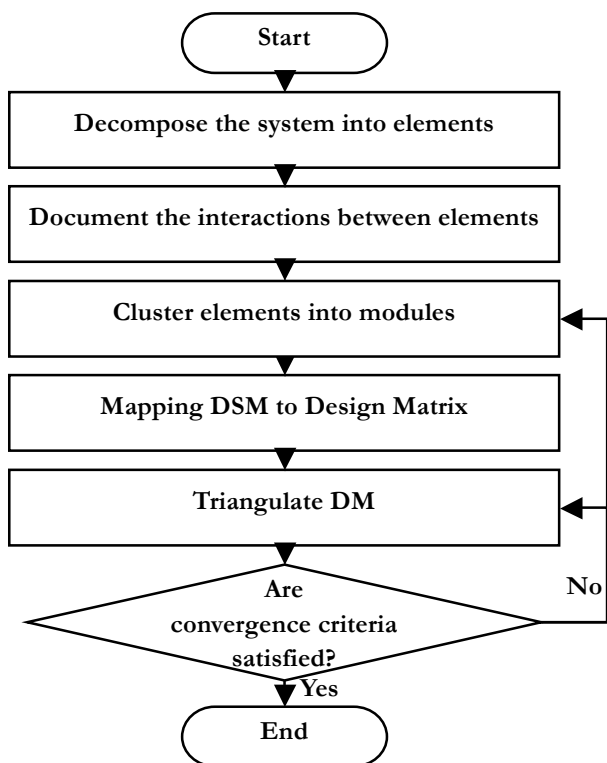 Start
Decompose the system into elements
Document the interactions between elements
Cluster elements into modules
Mapping DSM to Design Matrix
Triangulate DM
Are
convergence criteria
satisfied?
No
Yes
End